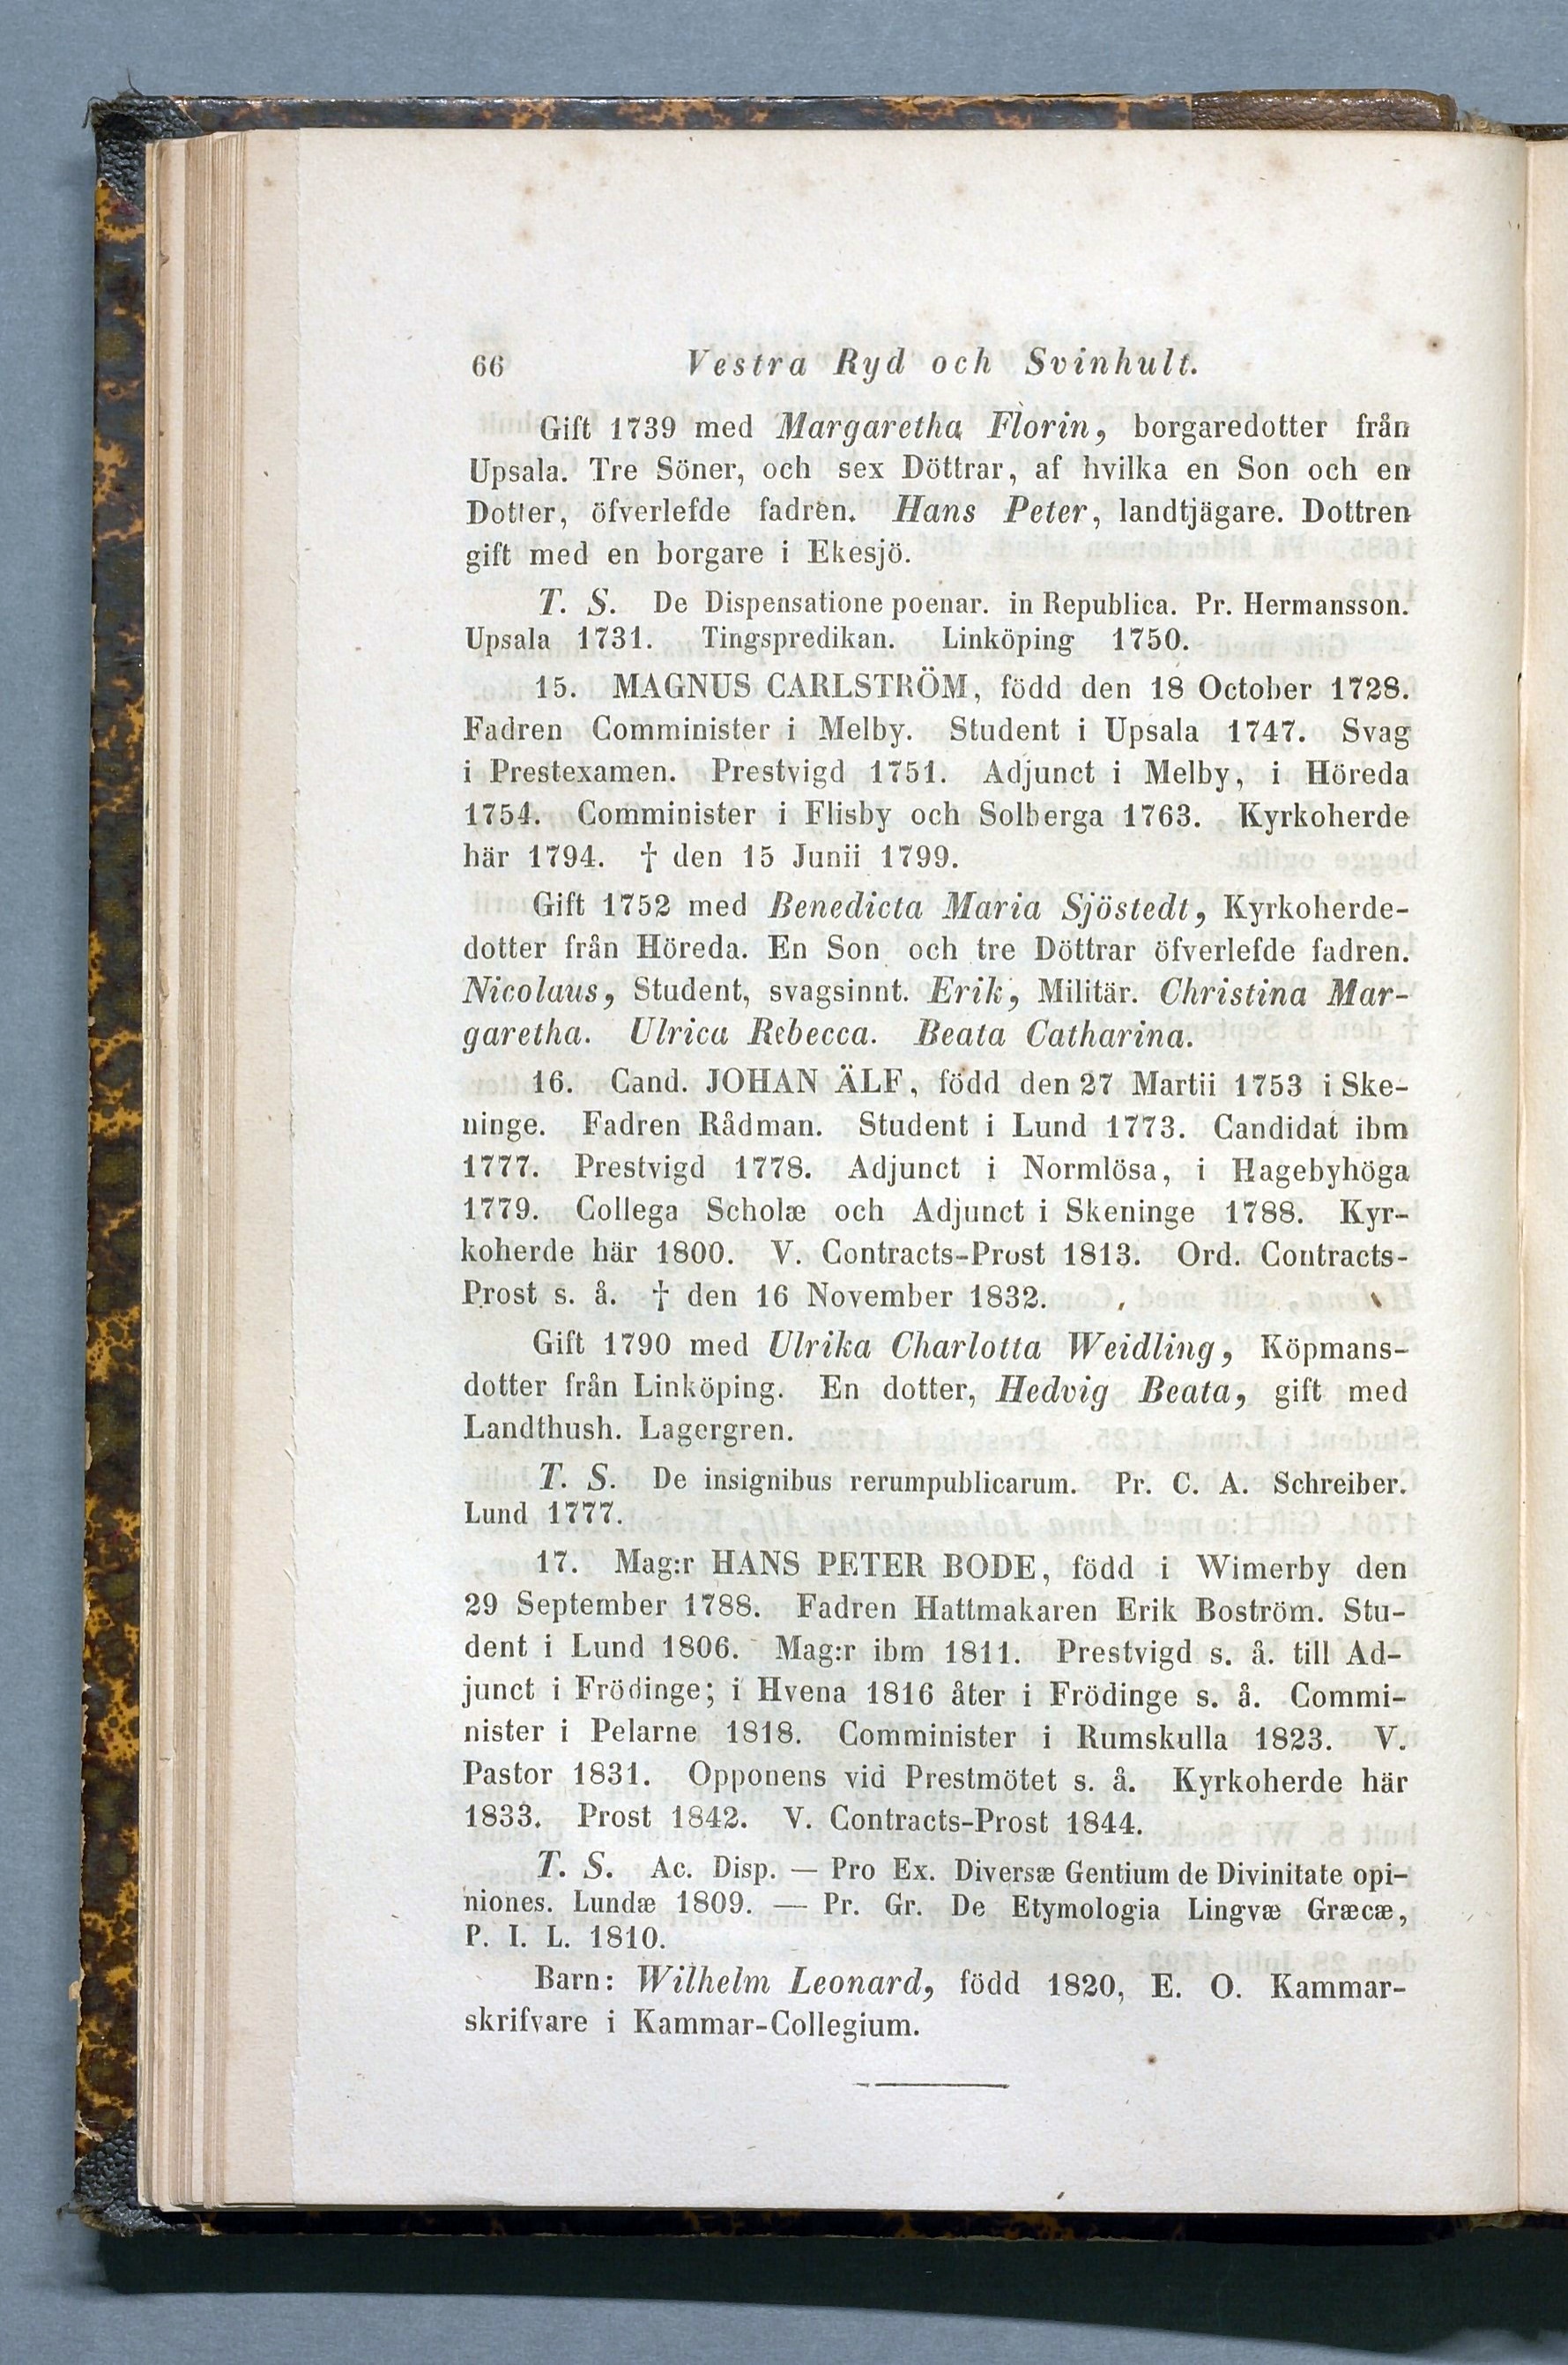 66 Vestra Ryd och Svinhult.
Gift 1739 med Margaretha Florin, borgaredotter från
Upsala. Tre Söner, och sex Döttrar, af hvilka en Son och en
Dotter, öfverlefde fadren. Hans Peter, landtjägare. Dottren
gift med en borgare i Ekesjö.
T. S. De Dispensatione poenar. in Republica. Pr. Hermansson.
Upsala 1731. Tingspredikan. Linköping 1750.
15. MAGNUS CARLSTRÖM, född den 18 October 1728.
Fadren Comminister i Melby. Student i Upsala 1747. Svag
i Prestexamen. Prestvigd 1751. Adjunct i Melby, i Höreda
1754. Comminister i Flisby och Solberga 1763. Kyrkoherde
här 1794. † den 15 Junii 1799.
Gift 1752 med Benedicta Maria Sjöstedt, Kyrkoherde-
dotter från Höreda. En Son och tre Döttrar öfverlefde fadren.
Nicolaus, Student, svagsinnt. Erik, Militär. Christina Mar-
garetha. Ulrica Rebecca. Beata Catharina.
16. Cand. JOHAN ÄLF, född den 27 Martii 1753 i Ske-
ninge. Fadren Rådman. Student i Lund 1773. Candidat ibm
1777. Prestvigd 1778. Adjunct i Normlösa, i Hagebyhöga
1779. Collega Scholæ och Adjunct i Skeninge 1788. Kyr-
koherde här 1800. V. Contracts-Prost 1813. Ord. Contracts-
Prost s. å. † den 16 November 1832.
Gift 1790 med Ulrika Charlotta Weidling, Köpmans-
dotter från Linköping. En dotter, Hedvig Beata, gift med
Landthush. Lagergren.
T. S. De insignibus rerumpublicarum. Pr. C. A. Schreiber.
Lund 1777.
17. Mag:r HANS PETER BODE, född i Wimerby den
29 September 1788. Fadren Hattmakaren Erik Boström. Stu-
dent i Lund 1806. Mag:r ibm 1811. Prestvigd s. å. till Ad-
junct i Frödinge; i Hvena 1816 åter i Frödinge s. å. Commi-
nister i Pelarne 1818. Comminister i Rumskulla 1823. V.
Pastor 1831. Opponens vid Prestmötet s. å. Kyrkoherde här
1833. Prost 1842. V. Contracts-Prost 1844.
T. S. Ac. Disp. — Pro Ex. Diversæ Gentium de Divinitate opi-
niones. Lundæ 1809. — Pr. Gr. De Etymologia Lingvæ Græcæ,
P. I. L. 1810.
Barn: Wilhelm Leonard, född 1820, E. O. Kammar-
skrifvare i Kammar-Collegium.